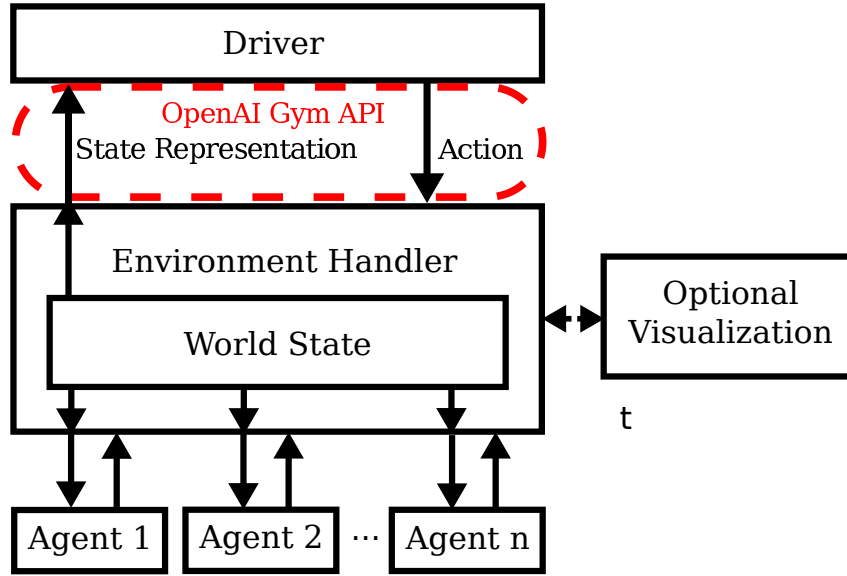 Driver
OpenAI Gym API
State Representation
Action
Environment Handler
World State
Optional
Visualization
t
Agent 1
Agent 2
...
Agent n